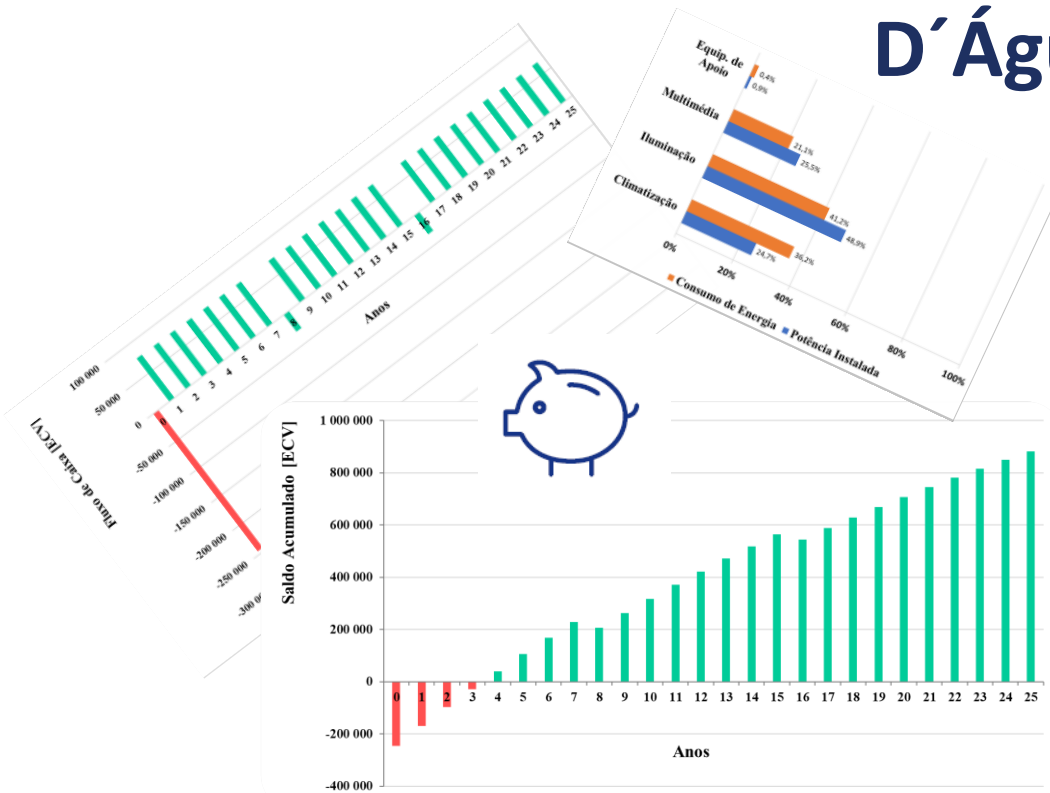 D´Águ
Equip. de
Apoio
Multimédia
Iluminação
Climatização
0,4%
0,9%
21,1%
25,5%
41,2%
48,9%
36,2%
24,7%
0%
20%
40%
60%
80%
100%
Consumo de Energia
Potência Instalada
100 000
50 000
0
-50 000
-100 000
-150 000
-200 000
-250 000
-300 0
Fluxo de Caixa [ECV]
0 1 2 3 4 5 6 7 8 9 10 11 12 13 14 15 16 17 18 19 20 21 22 23 24 25
Anos
1 000 000
800 000
600 000
400 000
200 000
0
-200 000
-400 000
Saldo Acumulado [ECV]
0 1 2 3 4 5 6 7 8 9 10 11 12 13 14 15 16 17 18 19 20 21 22 23 24 25
Anos